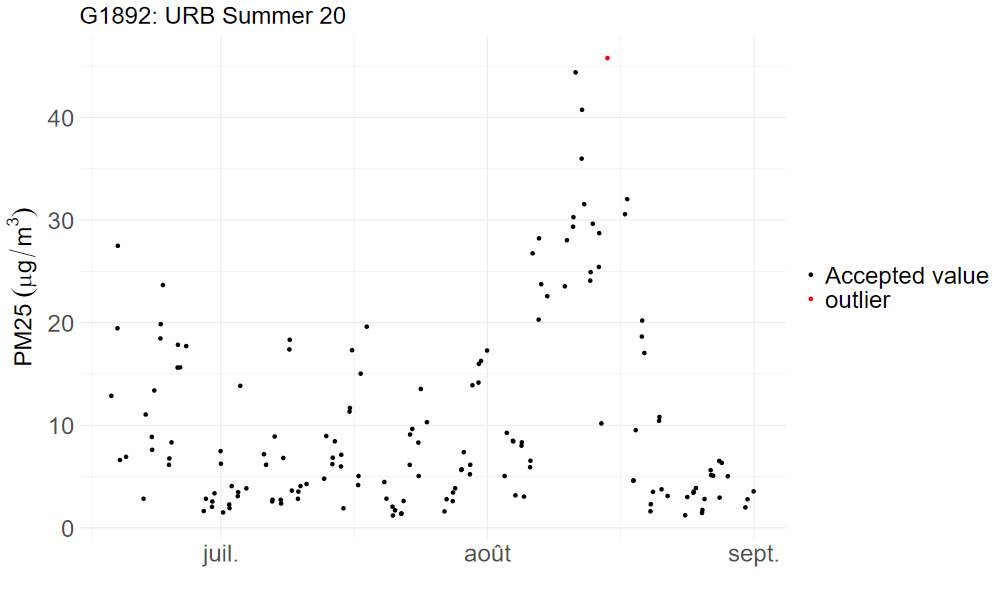 G1892: URB Summer 20
PM25 (μg/m³)
40
30
20
10
0
juil.
août
sept.
Accepted value
outlier